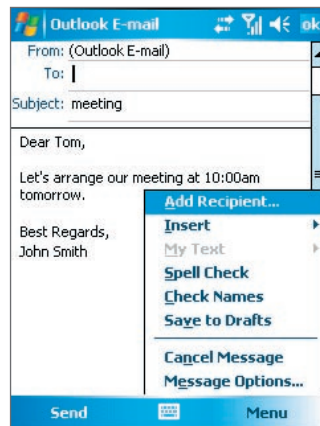 Outlook E-mail ok
From: (Outlook E-mail)
To:
Subject: meeting
Dear Tom,
Let's arrange our meeting at 10:00am
tomorrow.
Best Regards,
John Smith
Add Recipient...
Insert
My Text
Spell Check
Check Names
Save to Drafts
Cancel Message
Message Options...
Send Menu